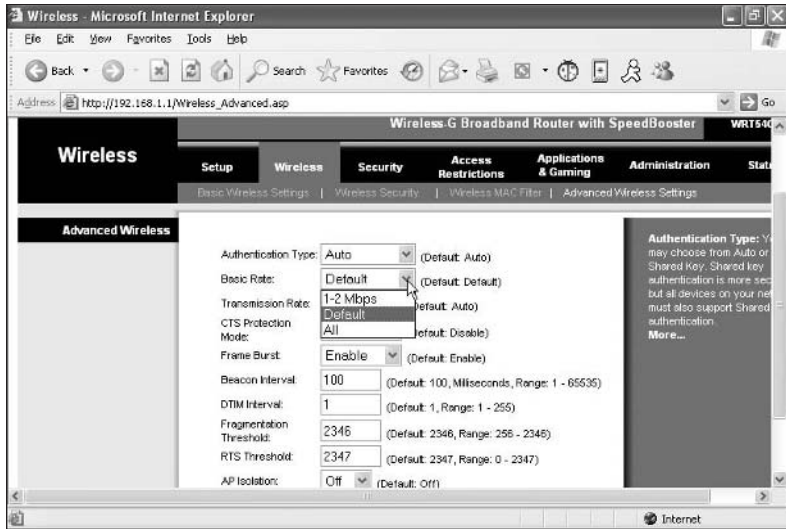 Wireless - Microsoft Internet Explorer
File Edit View Favorites Tools Help
Back Search Favorites
Address http://192.168.1.1/Wireless_Advanced.asp Go
Wireless-G Broadband Router with SpeedBooster WRT54G
Wireless
Setup Wireless Security Access Restrictions Applications & Gaming Administration
Basic Wireless Settings | Wireless Security | Wireless MAC Filter | Advanced Wireless Settings
Advanced Wireless
Authentication Type: Auto (Default: Auto)
Basic Rate: Default (Default: Default)
1-2 Mbps
Default
All
Transmission Rate: Default: Auto)
CTS Protection Mode: Default: Disable)
Frame Burst: Enable (Default: Enable)
Beacon Interval: 100 (Default: 100, Milliseconds, Range: 1 - 65535)
DTIM Interval: 1 (Default: 1, Range: 1 - 255)
Fragmentation Threshold: 2346 (Default: 2346, Range: 256 - 2346)
RTS Threshold: 2347 (Default: 2347, Range: 0 - 2347)
AP Isolation: Off (Default: Off)
Authentication Type:
may choose from Auto or
Shared Key. Shared key
authentication is more
but all devices on your
must also support Shared
authentication.
More...
Internet